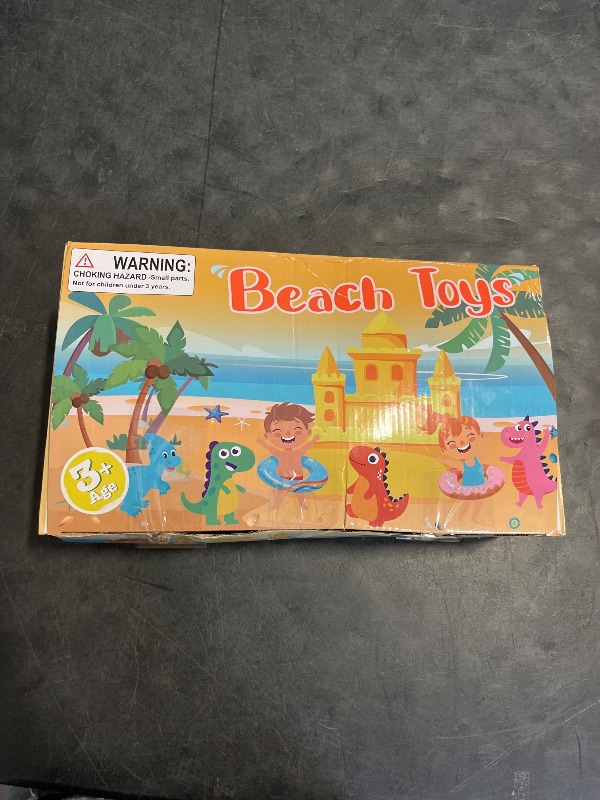 WARNING:
CHOKING HAZARD -Small parts.
Not for children under 3 years.
Beach Toys
3+
Age